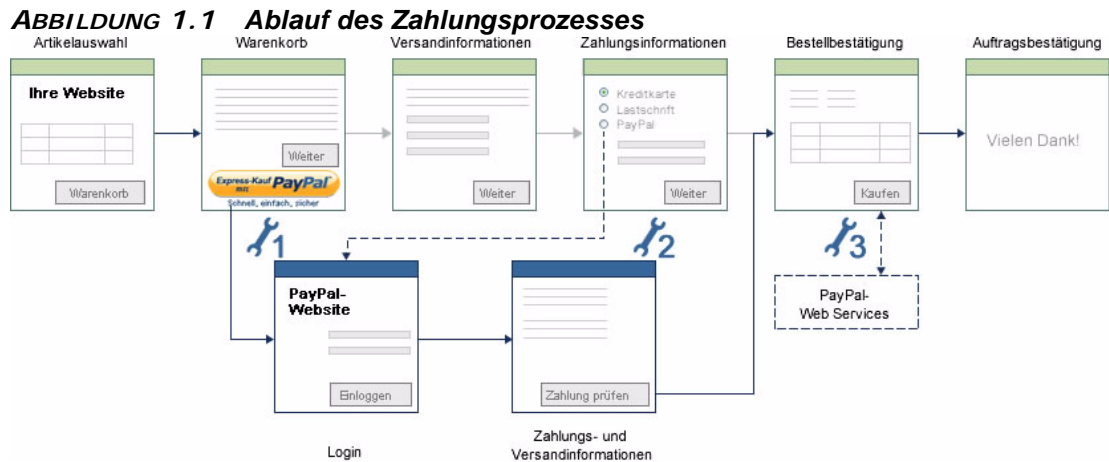 ABBILDUNG 1.1 Ablauf des Zahlungsprozesses
Artikelauswahl
Warenkorb
Versandinformationen
Zahlungsinformationen
Bestellbestätigung
Auftragsbestätigung
Ihre Website
Warenkorb
Weiter
Express-Kauf mit PayPal
Schnell, einfach, sicher
Weiter
Kreditkarte
Lastschrift
PayPal
Weiter
Kaufen
Vielen Dank!
1
2
3
PayPal-
Website
Einloggen
Zahlung prüfen
PayPal-
Web Services
Login
Zahlungs- und
Versandinformationen